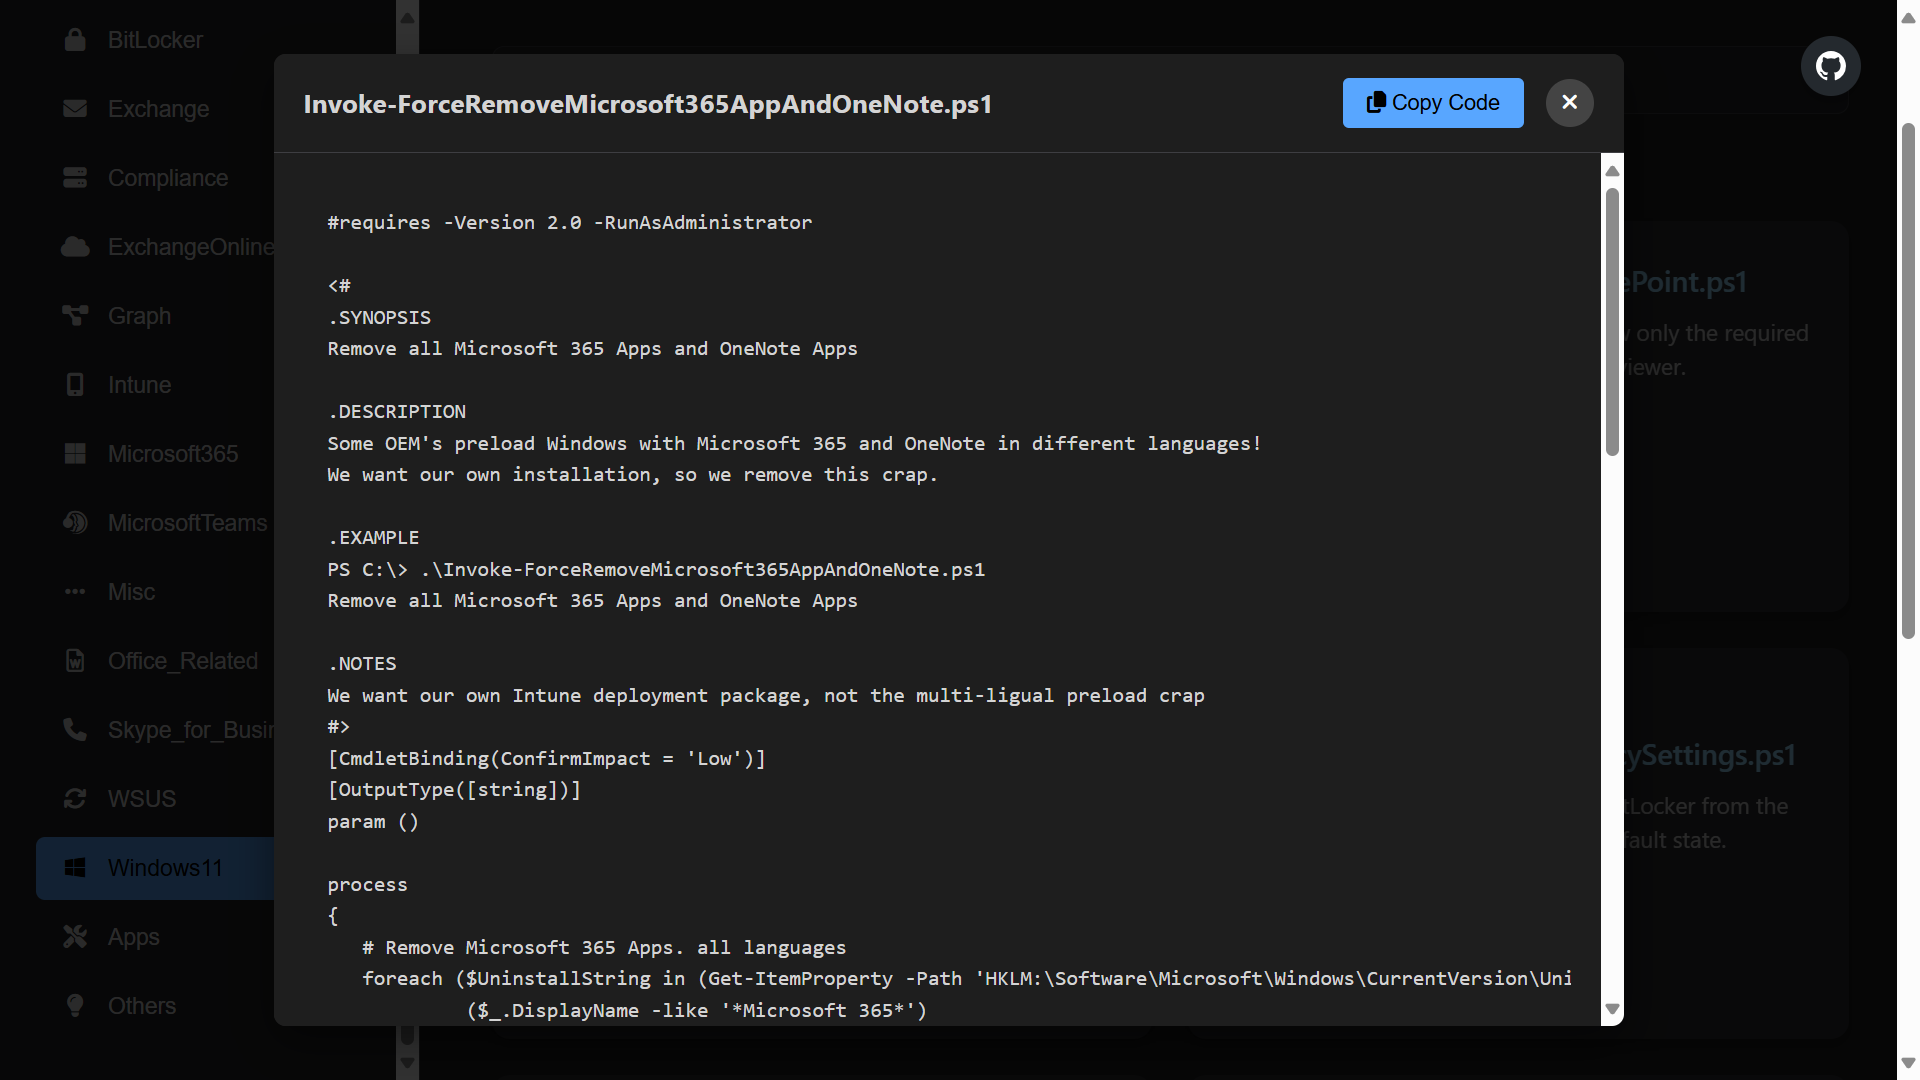 BitLocker
Exchange
Compliance
ExchangeOnline
Graph
Intune
Microsoft365
MicrosoftTeams
Misc
Office_Related
Skype_for_Busin
WSUS
Windows11
Apps
Others
Invoke-ForceRemoveMicrosoft365AppAndOneNote.ps1
Copy Code
#requires -Version 2.0 -RunAsAdministrator
<#
.SYNOPSIS
Remove all Microsoft 365 Apps and OneNote Apps
.DESCRIPTION
Some OEM's preload Windows with Microsoft 365 and OneNote in different languages!
We want our own installation, so we remove this crap.
.EXAMPLE
PS C:\> .\Invoke-ForceRemoveMicrosoft365AppAndOneNote.ps1
Remove all Microsoft 365 Apps and OneNote Apps
.NOTES
We want our own Intune deployment package, not the multi-ligual preload crap
#>
[CmdletBinding(ConfirmImpact = 'Low')]
[OutputType([string])]
param ()
process
{
# Remove Microsoft 365 Apps. all languages
foreach ($UninstallString in (Get-ItemProperty -Path 'HKLM:\Software\Microsoft\Windows\CurrentVersion\Uni
($_.DisplayName -like '*Microsoft 365*')
ePoint.ps1
only the required
viewer.
cySettings.ps1
tLocker from the
fault state.